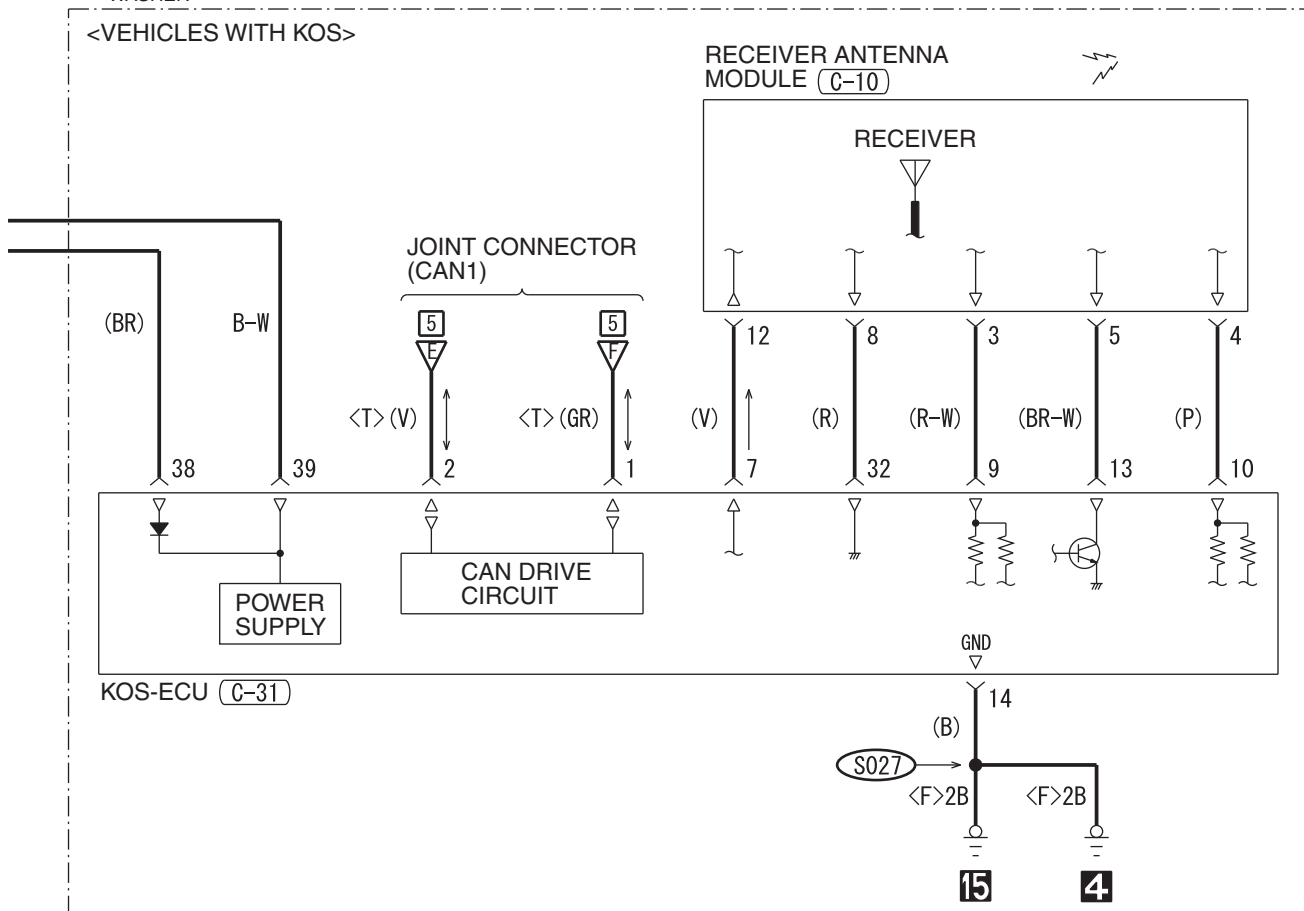 <VEHICLES WITH KOS>
RECEIVER ANTENNA
MODULE C-10
RECEIVER
JOINT CONNECTOR
(CAN1)
5 5
E F
12 8 3 5 4
(BR) B-W
<T>(V) <T>(GR) (V) (R) (R-W) (BR-W) (P)
38 39 2 1 7 32 9 13 10
POWER
SUPPLY
CAN DRIVE
CIRCUIT
GND
KOS-ECU C-31
14
(B)
S027
<F>2B <F>2B
15 4